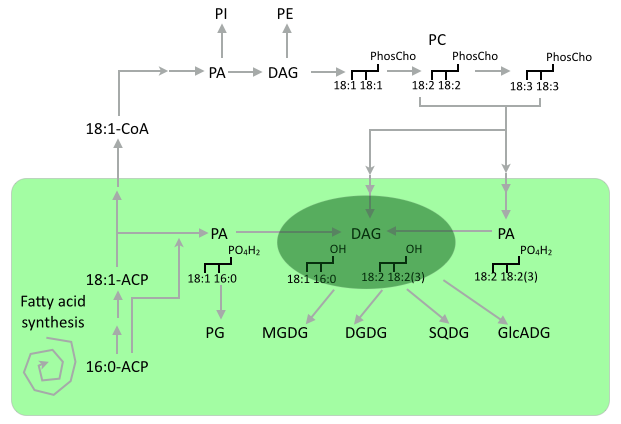 PI PE
PC
PhosCho PhosCho PhosCho
PA DAG
18:1 18:1 18:2 18:2 18:3 18:3
18:1-CoA
PA DAG PA
PO4H2 OH OH PO4H2
18:1 16:0 18:1 16:0 18:2 18:2(3) 18:2 18:2(3)
18:1-ACP
Fatty acid
synthesis
PG MGDG DGDG SQDG GlcADG
16:0-ACP